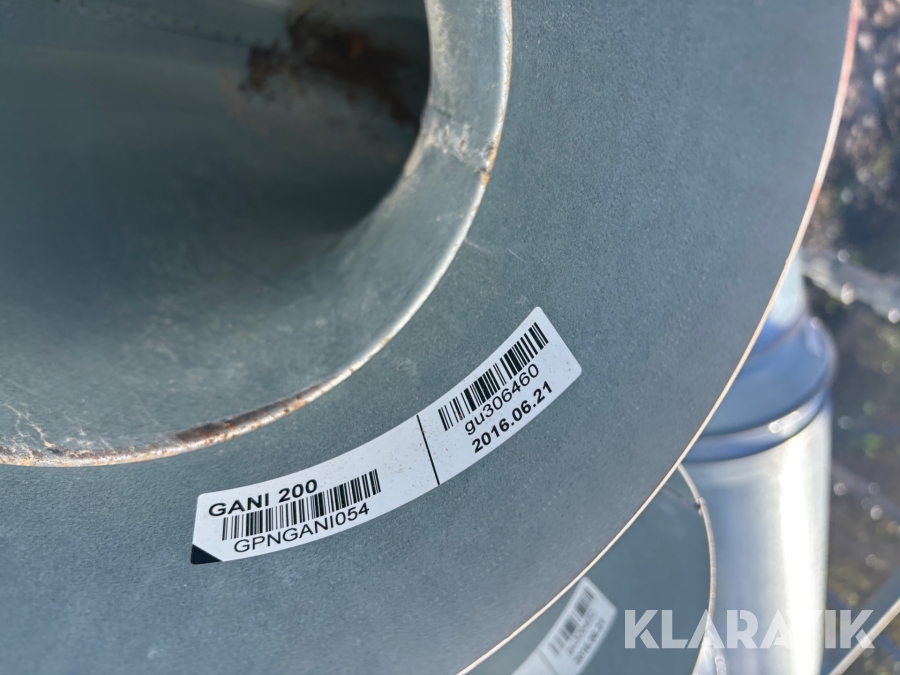 GANI 200
GPNGANI054
gu306460
2016.06.21
KLARAVIK